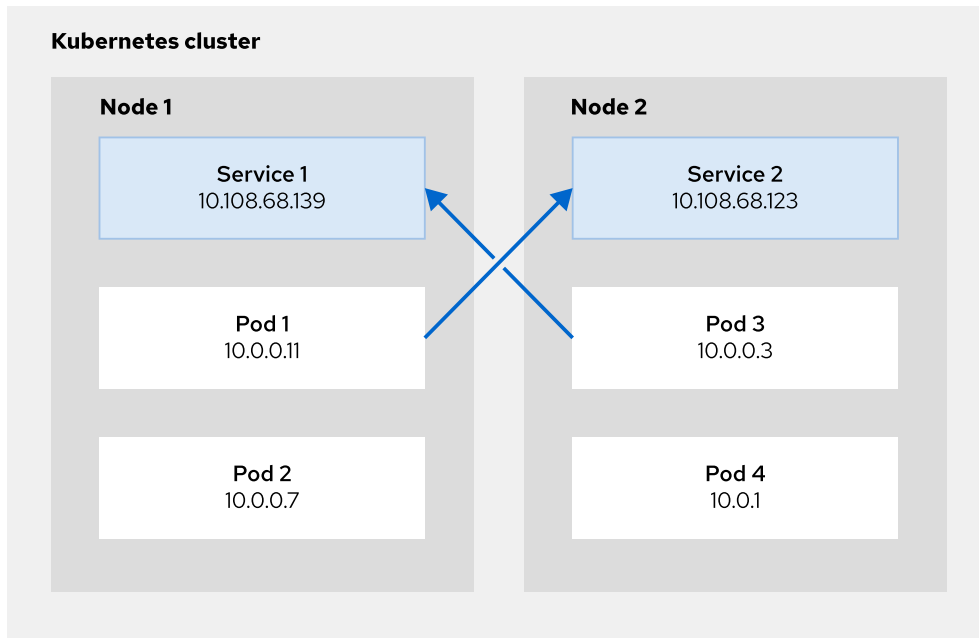 Kubernetes cluster
Node 1
Service 1
10.108.68.139
Pod 1
10.0.0.11
Pod 2
10.0.0.7
Node 2
Service 2
10.108.68.123
Pod 3
10.0.0.3
Pod 4
10.0.1